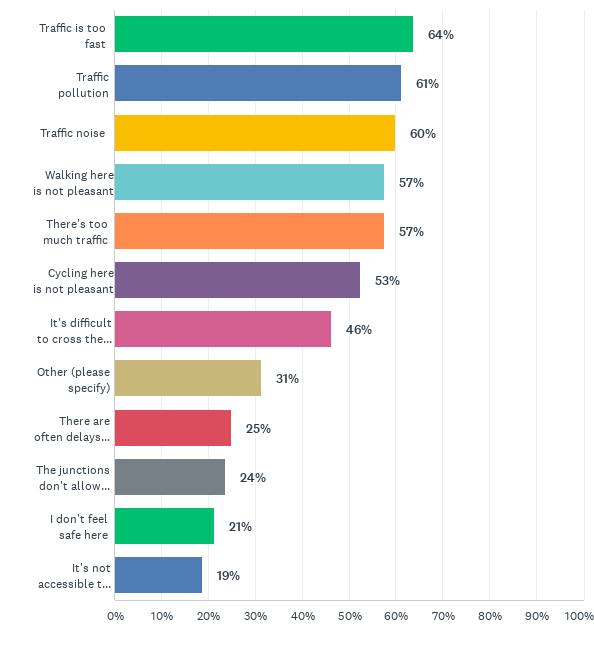 Traffic is too
fast
64%
Traffic
pollution
61%
Traffic noise
60%
Walking here
is not pleasant
57%
There's too
much traffic
57%
Cycling here
is not pleasant
53%
It's difficult
to cross the...
46%
Other (please
specify)
31%
There are
often delays...
25%
The junctions
don't allow...
24%
I don't feel
safe here
21%
It's not
accessible t...
19%
0% 10% 20% 30% 40% 50% 60% 70% 80% 90% 100%